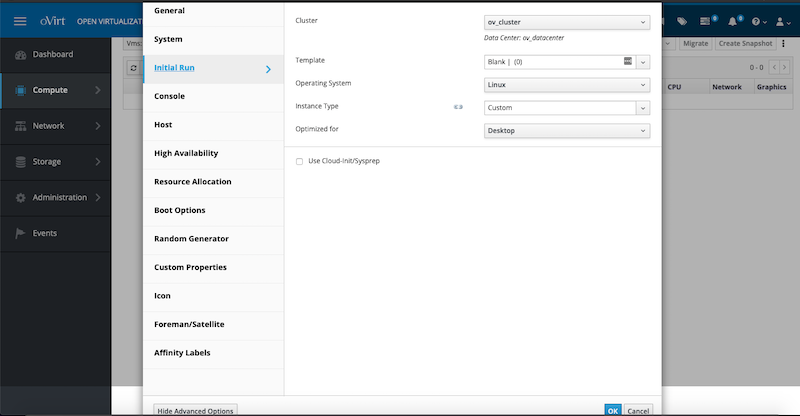 oVirt OPEN VIRTUALIZAT
Dashboard
Compute
Network
Storage
Administration
Events
General
System
Initial Run
Console
Host
High Availability
Resource Allocation
Boot Options
Random Generator
Custom Properties
Icon
Foreman/Satellite
Affinity Labels
Hide Advanced Options
Cluster
ov_cluster
Data Center: ov_datacenter
Template
Blank | (0)
Operating System
Linux
Instance Type
Custom
Optimized for
Desktop
Use Cloud-Init/Sysprep
OK Cancel
Vms:
Migrate Create Snapshot
0 - 0
CPU Network Graphics